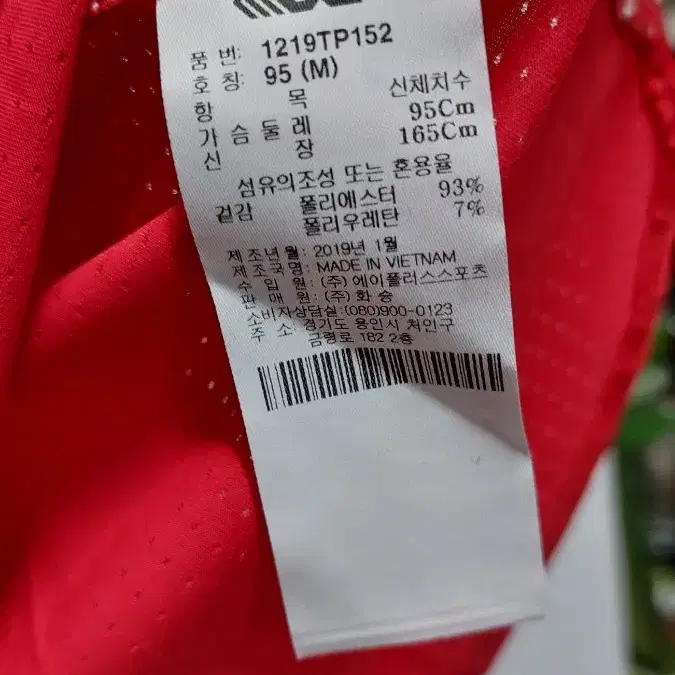 품 번: 1219TP152
호 칭: 95 (M)
항 목 신체치수
가 슴 둘 레 95Cm
신 장 165Cm
섬유의조성 또는 혼용율
겉감 폴리에스터 93%
폴리우레탄 7%
제 조년 월: 2019년 1월
제 조국 명: MADE IN VIETNAM
수 입 원: (주) 에이플러스스포츠
판 매 원: (주) 화 승
소비자상담실:(080)900-0123
주 소: 경기도 용인시 처인구
금령로 182 2층